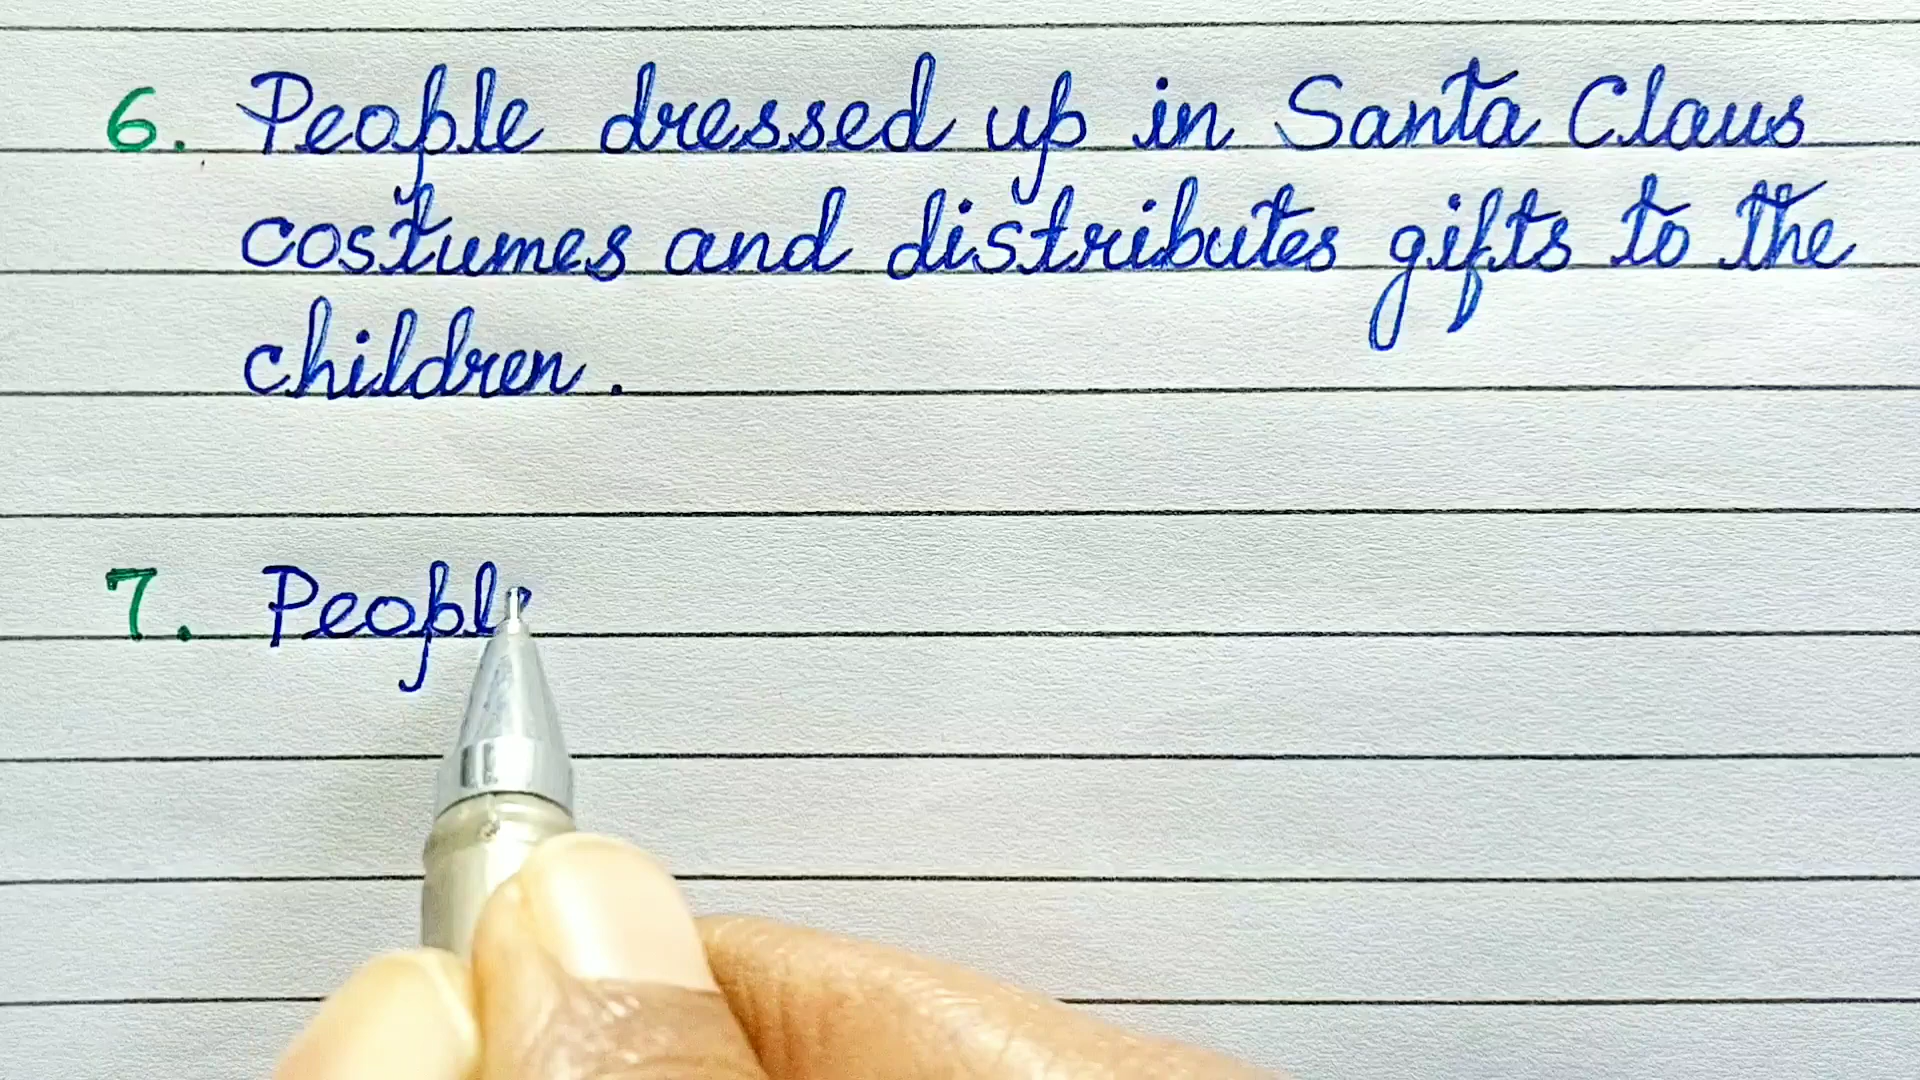 6. People dressed up in Santa Claus
costumes and distributes gifts to the
children.
7. People